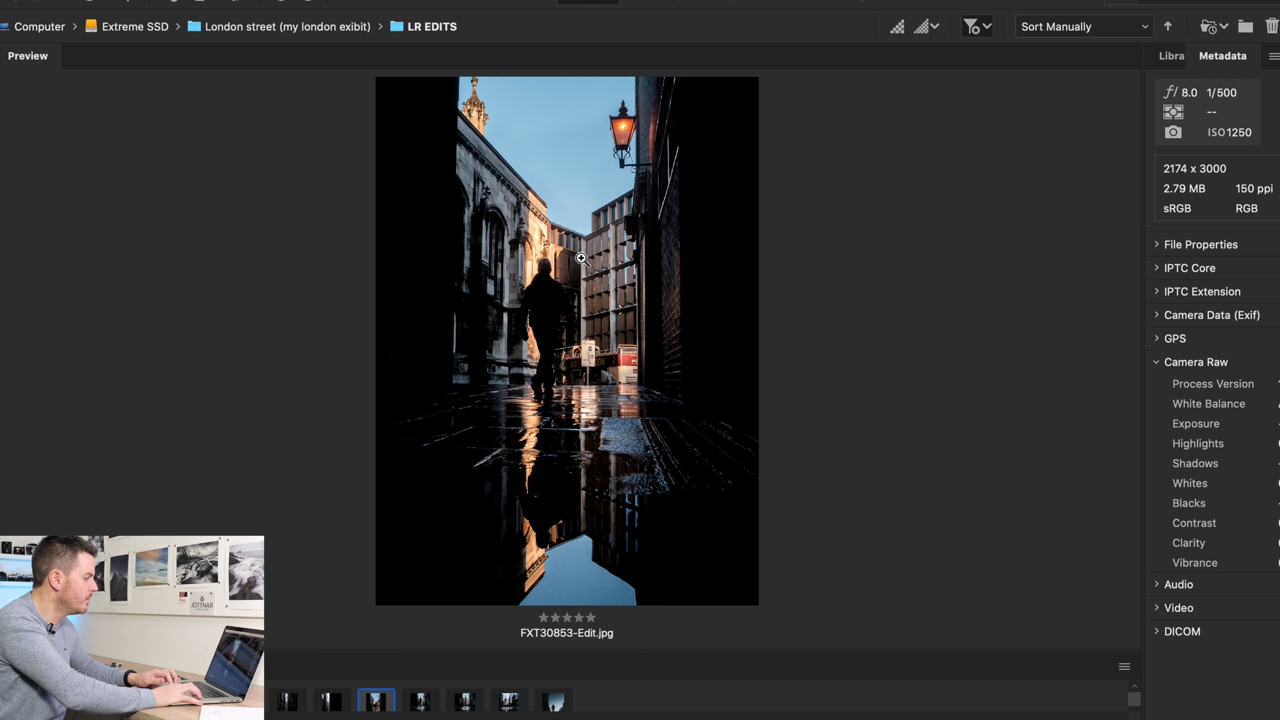 Computer > Extreme SSD > London street (my london exibit) > LR EDITS
Sort Manually
Preview
Libra Metadata
f/ 8.0 1/500
--
ISO1250
2174 x 3000
2.79 MB 150 ppi
sRGB RGB
File Properties
IPTC Core
IPTC Extension
Camera Data (Exif)
GPS
Camera Raw
Process Version
White Balance
Exposure
Highlights
Shadows
Whites
Blacks
Contrast
Clarity
Vibrance
Audio
Video
DICOM
FXT30853-Edit.jpg
JÖTTNAR